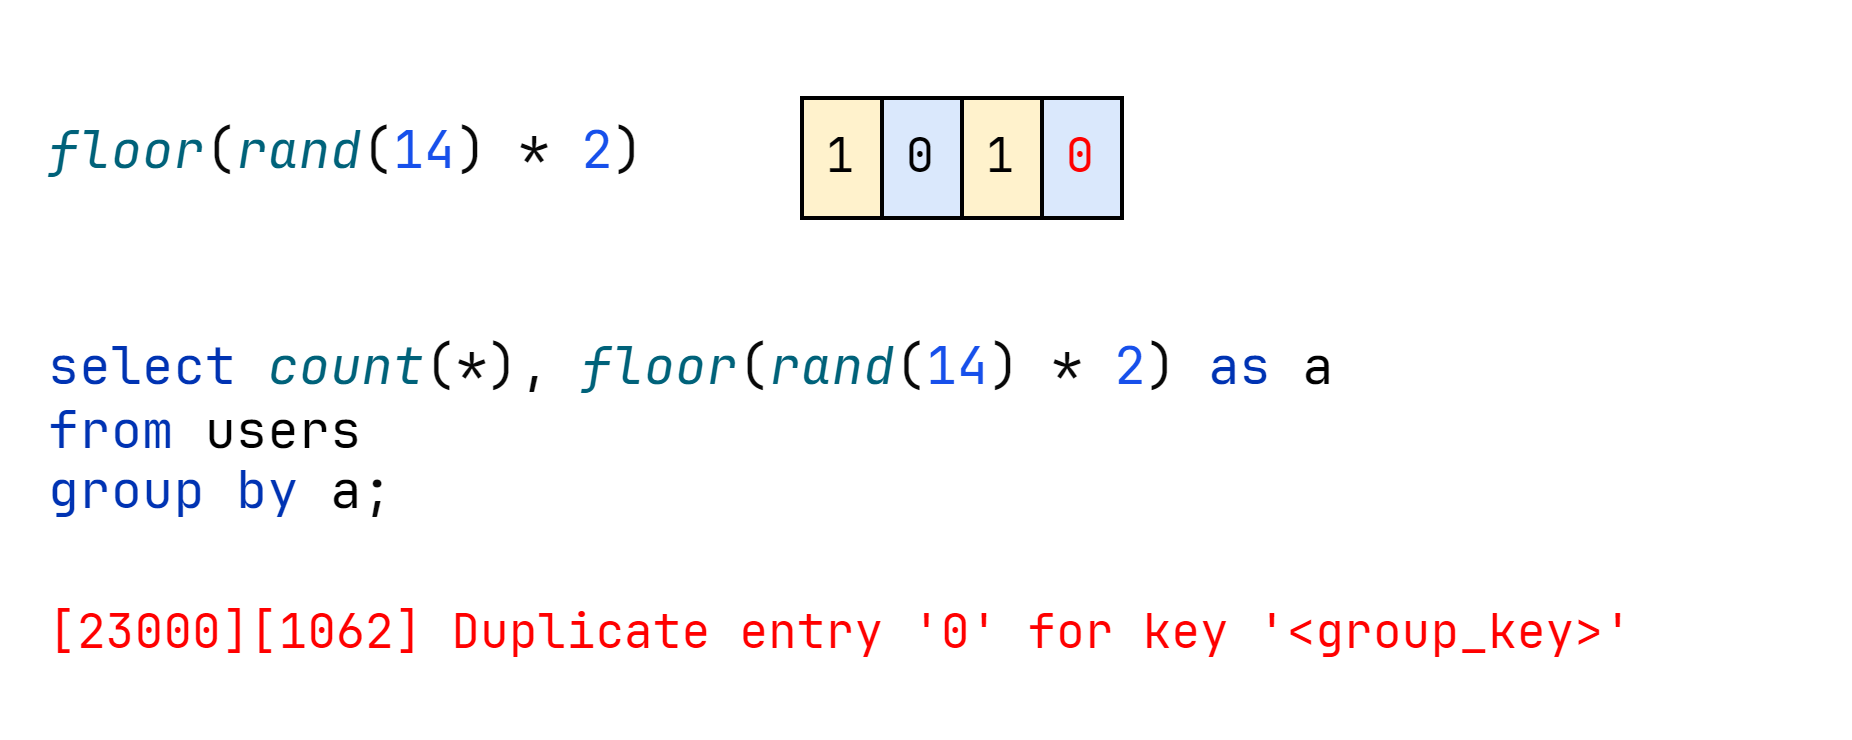 floor(rand(14) * 2)
1 0 1 0
select count(*), floor(rand(14) * 2) as a
from users
group by a;
[23000][1062] Duplicate entry '0' for key '<group_key>'